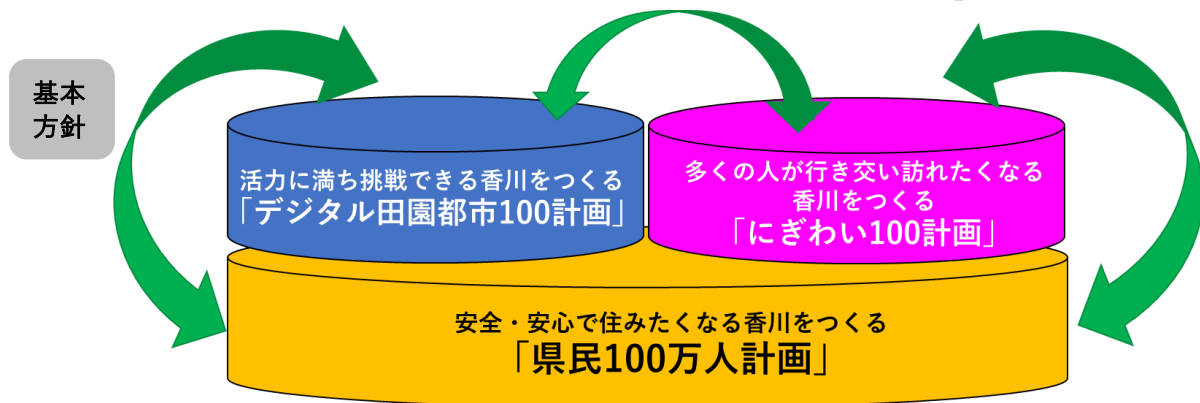 基本
方針
活力に満ち挑戦できる香川をつくる
「デジタル田園都市100計画」
多くの人が行き交い訪れたくなる
香川をつくる
「にぎわい100計画」
安全・安心で住みたくなる香川をつくる
「県民100万人計画」